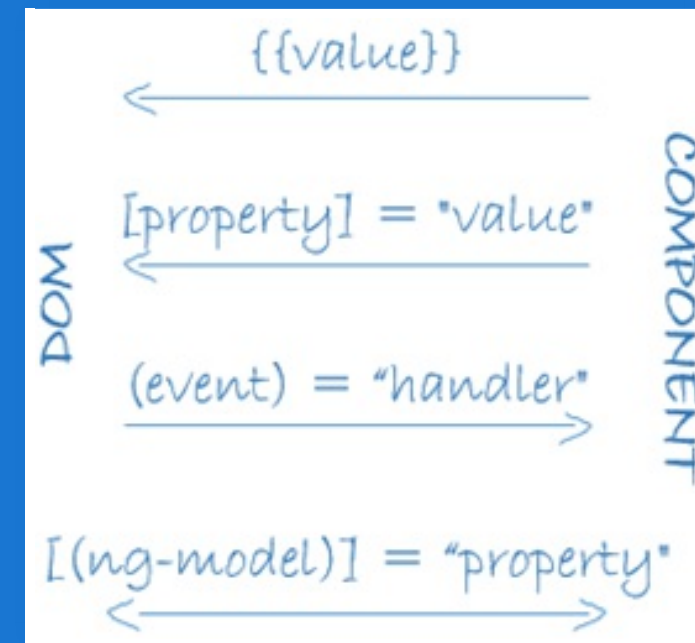 {{value}}
[property] = "value"
DOM
COMPONENT
(event) = "handler"
[(ng-model)] = "property"